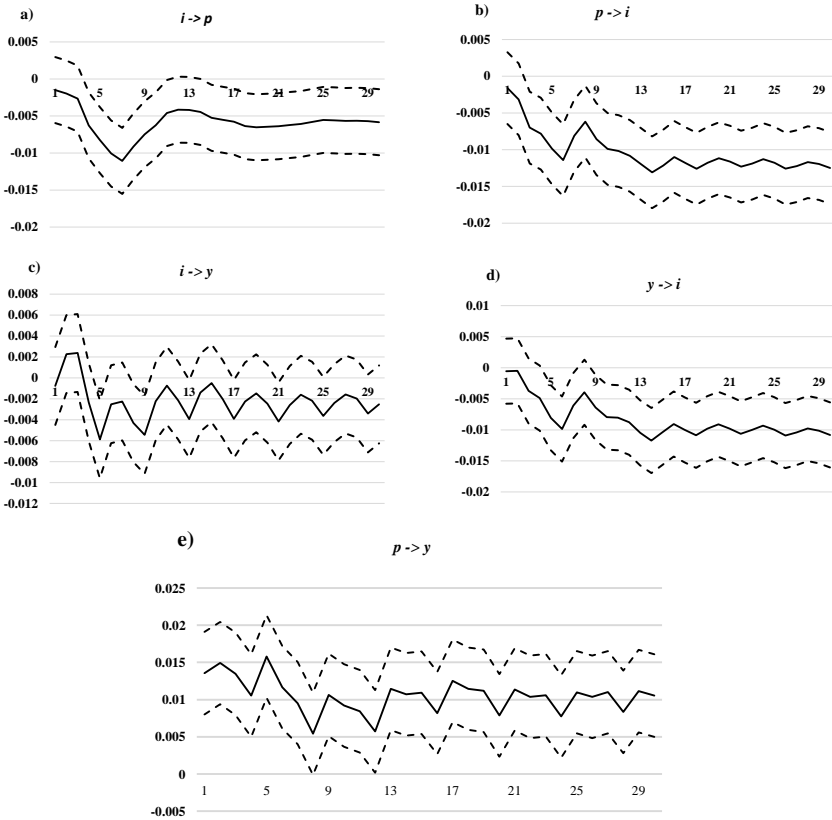 a)
i -> p
0.005
0
-0.005
-0.01
-0.015
-0.02
1 5 9 13 17 21 25 29
b)
p -> i
0.005
0
-0.005
-0.01
-0.015
-0.02
1 5 9 13 17 21 25 29
c)
i -> y
0.008
0.006
0.004
0.002
0
-0.002
-0.004
-0.006
-0.008
-0.01
-0.012
1 5 9 13 17 21 25 29
d)
y -> i
0.01
0.005
0
-0.005
-0.01
-0.015
-0.02
1 5 9 13 17 21 25 29
e)
p -> y
0.025
0.02
0.015
0.01
0.005
0
-0.005
1 5 9 13 17 21 25 29